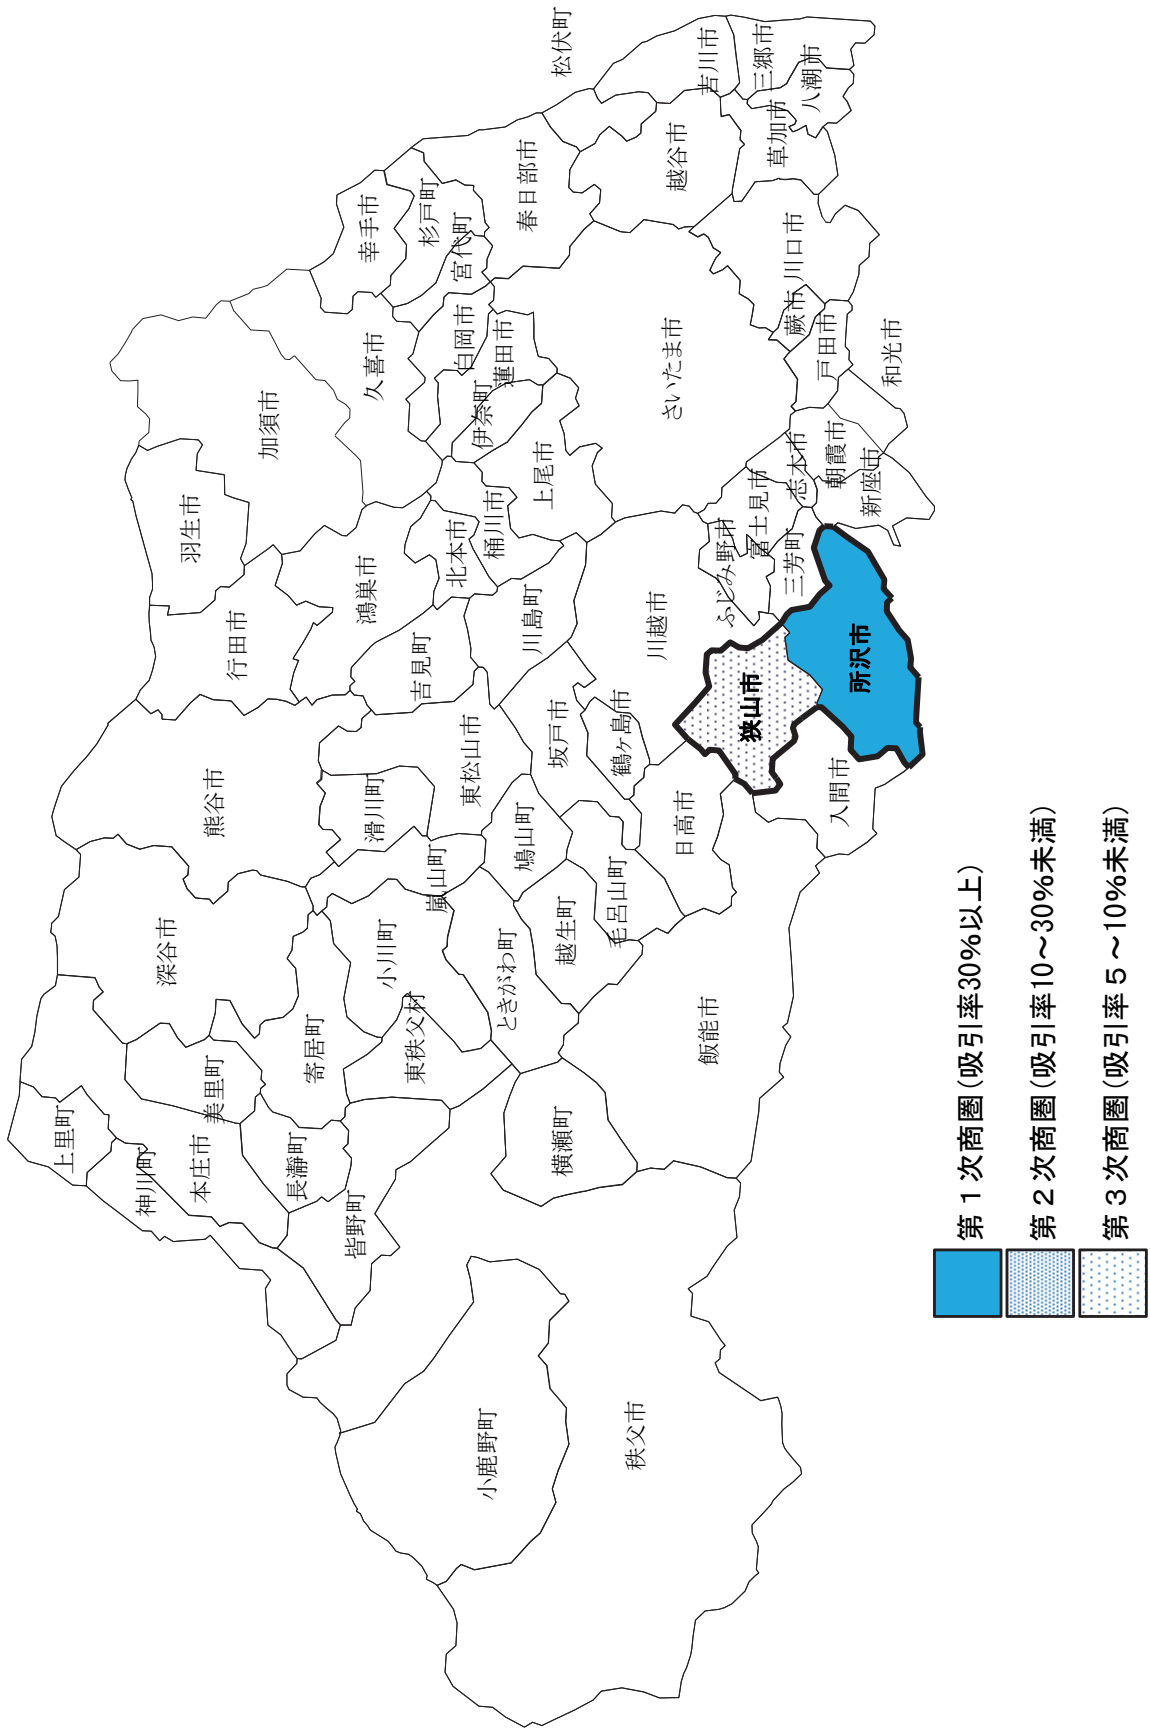 上里町
神川町
本庄市
美里町
深谷市
熊谷市
行田市
羽生市
加須市
長瀞町
皆野町
寄居町
小川町
東秩父村
嵐山町
滑川町
東松山市
吉見町
鴻巣市
北本市
桶川市
久喜市
幸手市
杉戸町
宮代町
白岡市
蓮田市
伊奈町
上尾市
春日部市
松伏町
小鹿野町
秩父市
横瀬町
ときがわ町
越生町
毛呂山町
鳩山町
坂戸市
鶴ヶ島市
川島町
川越市
さいたま市
越谷市
吉川市
三郷市
八潮市
草加市
川口市
蕨市
戸田市
和光市
朝霞市
志木市
新座市
富士見市
ふじみ野市
三芳町
所沢市
狭山市
入間市
日高市
飯能市
第1次商圏(吸引率30%以上)
第2次商圏(吸引率10~30%未満)
第3次商圏(吸引率5~10%未満)